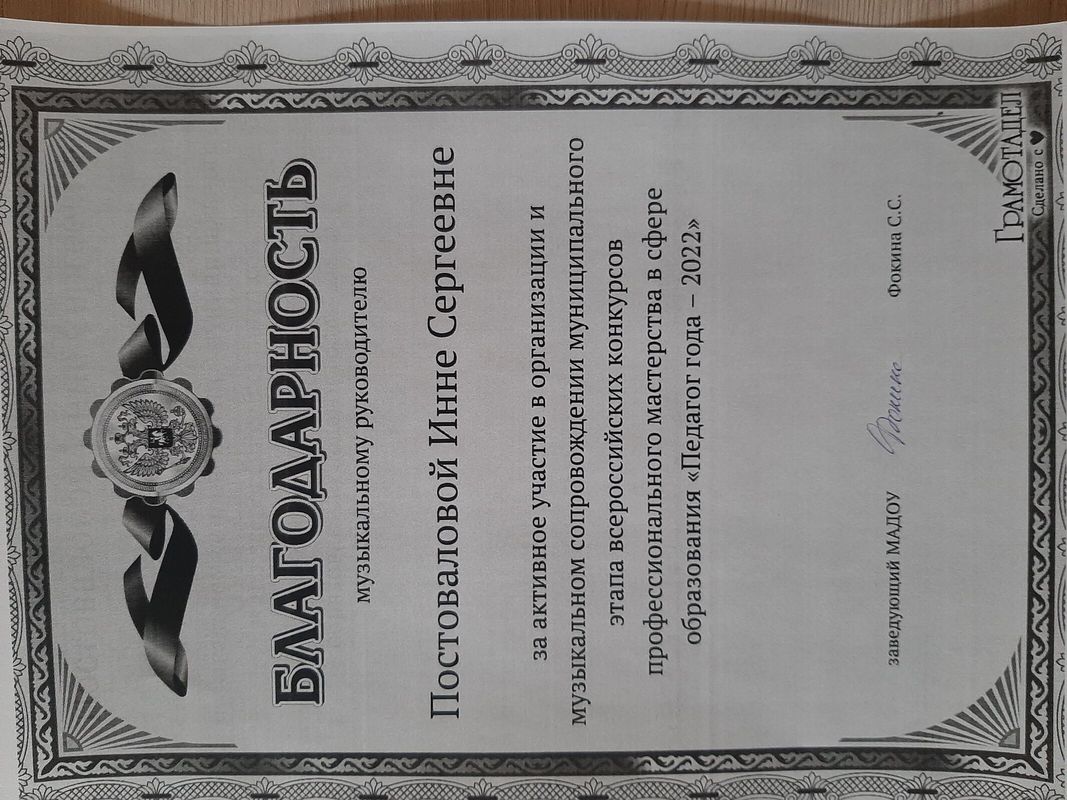 БЛАГОДАРНОСТЬ
музыкальному руководителю
Постоваловой Инне Сергеевне
за активное участие в организации и
музыкальном сопровождении муниципального
этапа всероссийских конкурсов
профессионального мастерства в сфере
образования «Педагог года – 2022»
заведующий МАДОУ Фокина Фокина С.С.
ГРАМОТАДЕЛ
Сделано с ♥